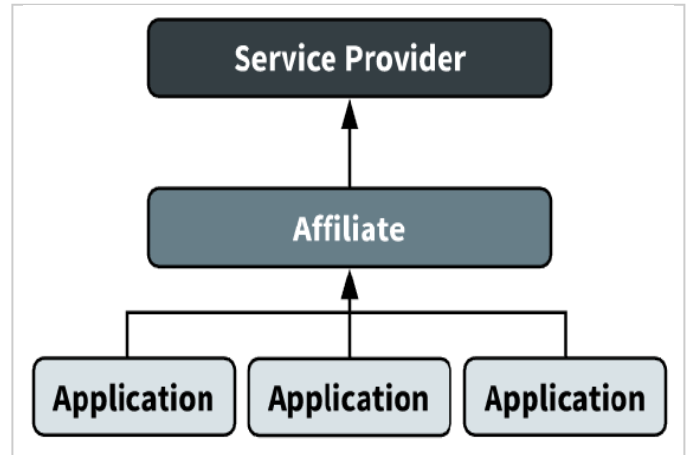 Service Provider
Affiliate
Application
Application
Application